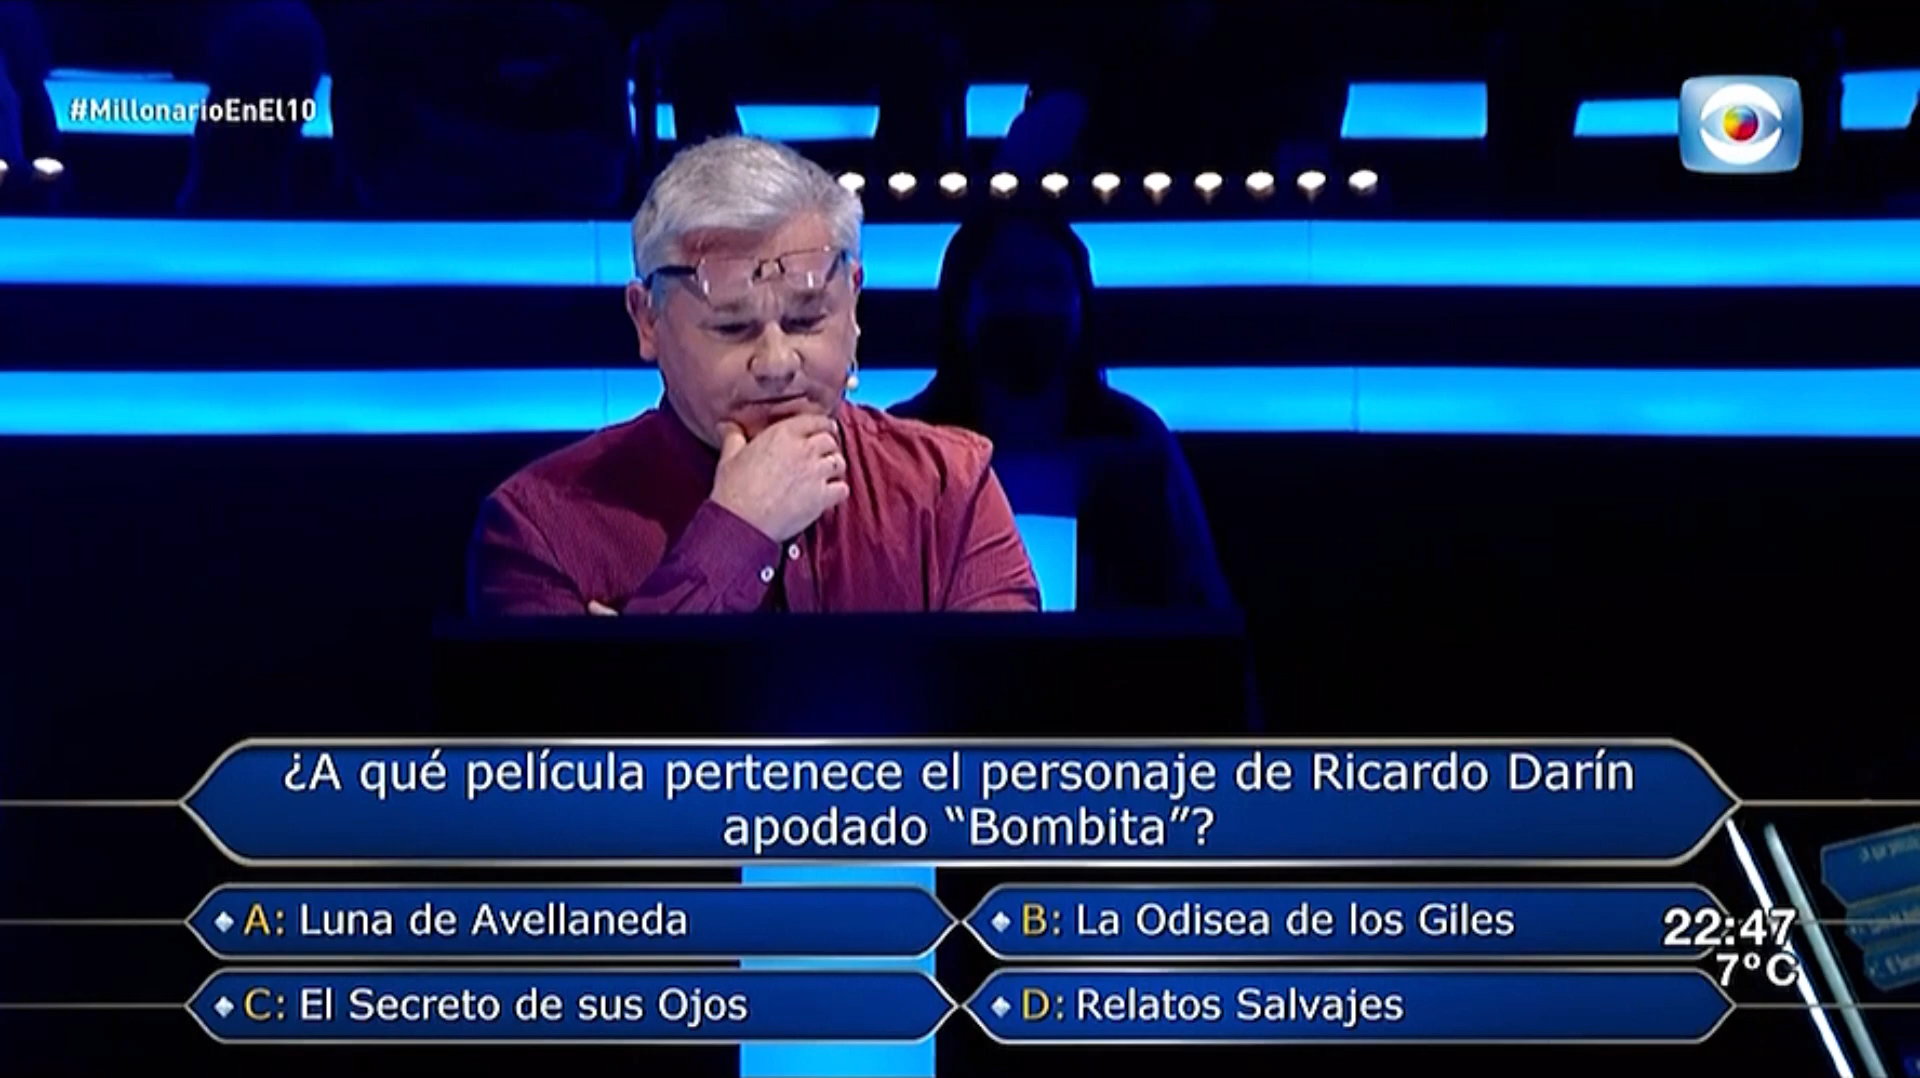 #MillonarioEnEl10
¿A qué película pertenece el personaje de Ricardo Darín
apodado “Bombita”?
A: Luna de Avellaneda
B: La Odisea de los Giles
22:47
7°C
C: El Secreto de sus Ojos
D: Relatos Salvajes